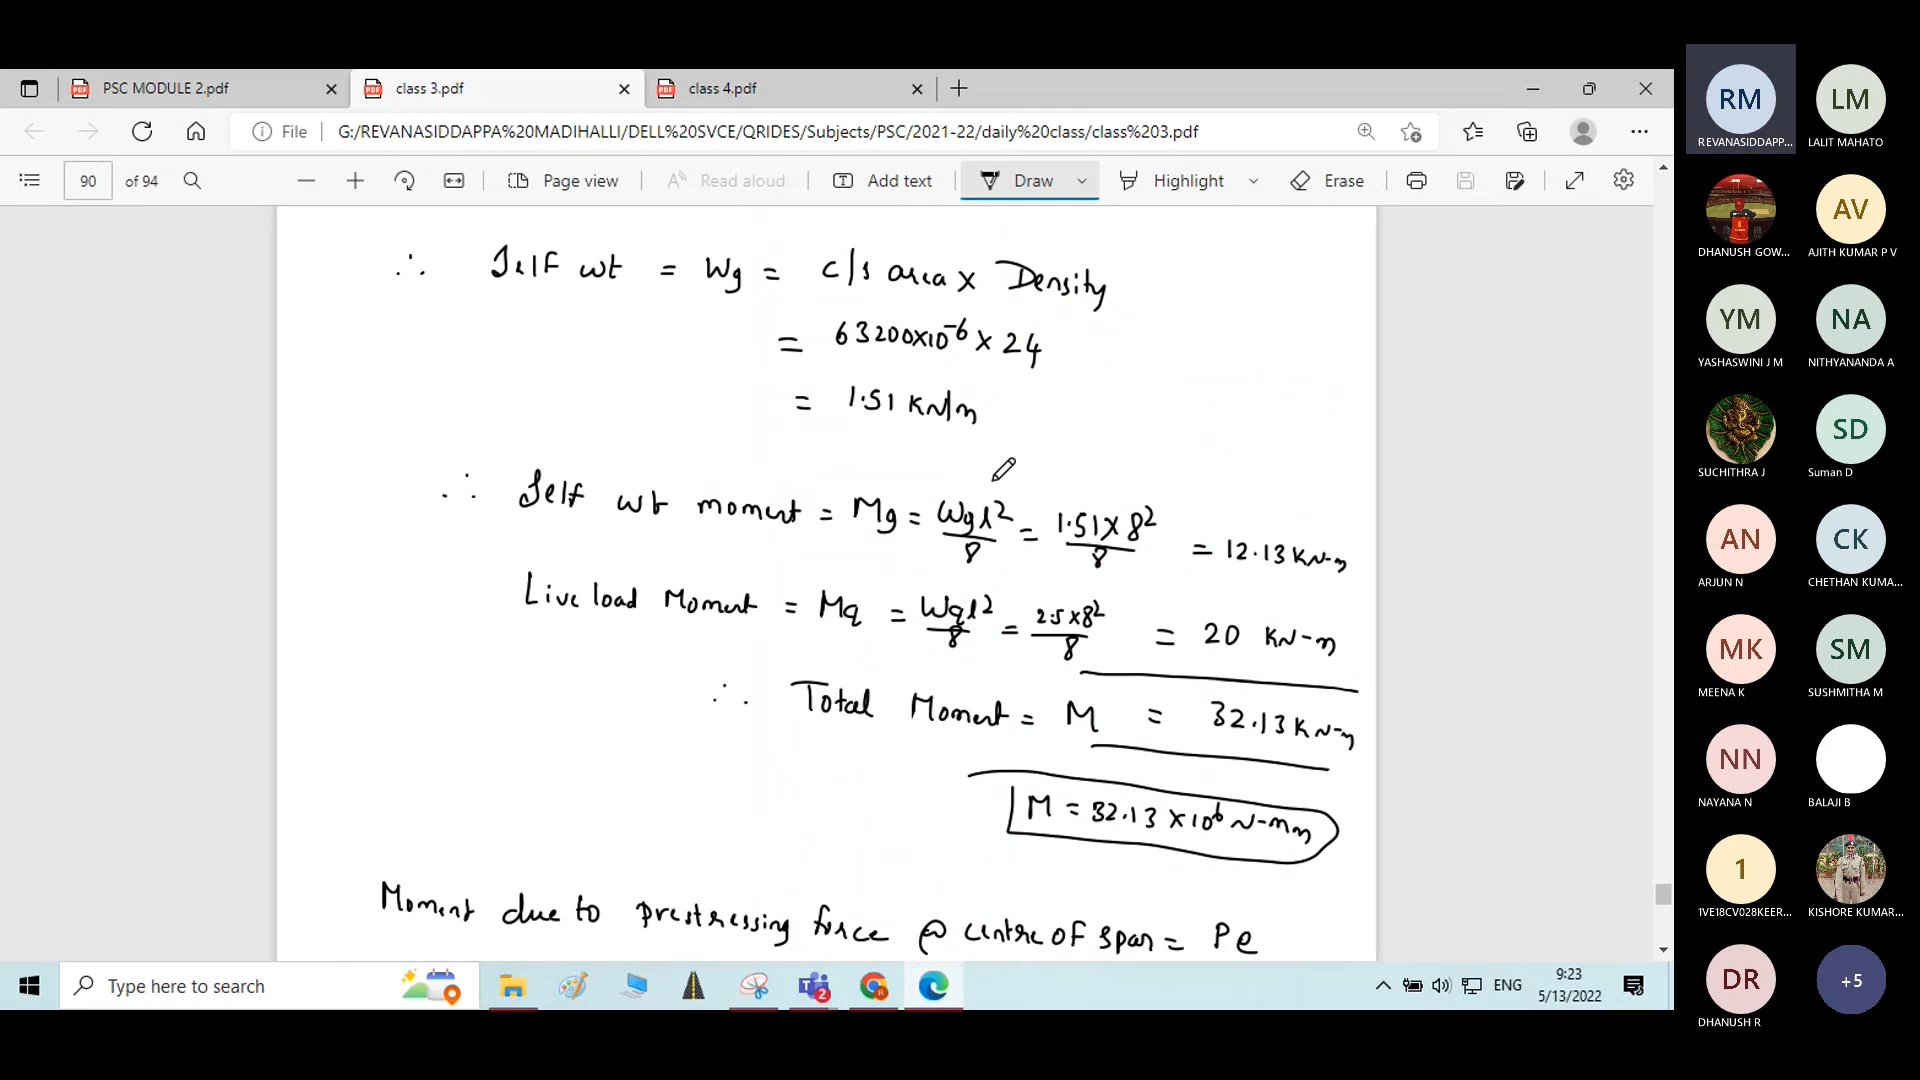 PSC MODULE 2.pdf
class 3.pdf
class 4.pdf
File
G:/REVANASIDDAPPA%20MADIHALLI/DELL%20SVCE/QRIDES/Subjects/PSC/2021-22/daily%20class/class%203.pdf
90 of 94
Page view
Read aloud
Add text
Draw
Highlight
Erase
∴ Self wt = Wg = c/s area x Density
= 63200x10^-6 x 24
= 1.51 KN/m
∴ Self wt moment = Mg = Wgl²/8 = 1.51x8²/8 = 12.13 KN-m
Live load Moment = Mq = Wql²/8 = 2.5x8²/8 = 20 KN-m
∴ Total Moment = M = 32.13 KN-m
M = 32.13 x10^6 N-mm
Moment due to prestressing force @ centre of span = Pe
RM
REVANASIDDAPP...
LM
LALIT MAHATO
DHANUSH GOW...
AV
AJITH KUMAR P V
YM
YASHASWINI J M
NA
NITHYANANDA A
SUCHITHRA J
SD
Suman D
AN
ARJUN N
CK
CHETHAN KUMA...
MK
MEENA K
SM
SUSHMITHA M
NN
NAYANA N
BALAJI B
1
1VE18CV028KEER...
KISHORE KUMAR...
DR
DHANUSH R
+5
Type here to search
2
ENG
9:23
5/13/2022